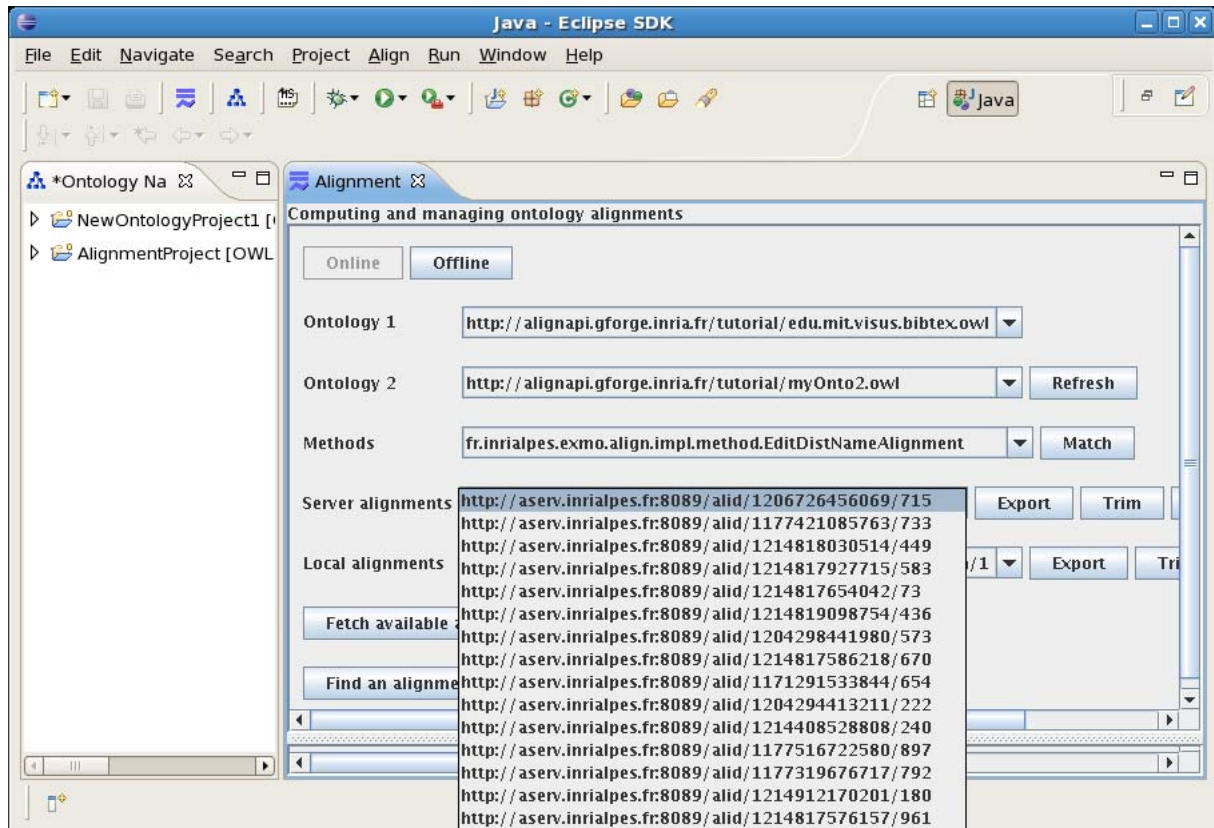 Java - Eclipse SDK
File Edit Navigate Search Project Align Run Window Help
Java
*Ontology Na
Alignment
NewOntologyProject1 [
AlignmentProject [OWL
Computing and managing ontology alignments
Online Offline
Ontology 1 http://alignapi.gforge.inria.fr/tutorial/edu.mit.visus.bibtex.owl
Ontology 2 http://alignapi.gforge.inria.fr/tutorial/myOnto2.owl Refresh
Methods fr.inrialpes.exmo.align.impl.method.EditDistNameAlignment Match
Server alignments http://aserv.inrialpes.fr:8089/alid/1206726456069/715 Export Trim
http://aserv.inrialpes.fr:8089/alid/1177421085763/733
http://aserv.inrialpes.fr:8089/alid/1214818030514/449
Local alignments http://aserv.inrialpes.fr:8089/alid/1214817927715/583 /1 Export Tri
http://aserv.inrialpes.fr:8089/alid/1214817654042/73
http://aserv.inrialpes.fr:8089/alid/1214819098754/436
Fetch available http://aserv.inrialpes.fr:8089/alid/1204298441980/573
http://aserv.inrialpes.fr:8089/alid/1214817586218/670
Find an alignme http://aserv.inrialpes.fr:8089/alid/1171291533844/654
http://aserv.inrialpes.fr:8089/alid/1204294413211/222
http://aserv.inrialpes.fr:8089/alid/1214408528808/240
http://aserv.inrialpes.fr:8089/alid/1177516722580/897
http://aserv.inrialpes.fr:8089/alid/1177319676717/792
http://aserv.inrialpes.fr:8089/alid/1214912170201/180
http://aserv.inrialpes.fr:8089/alid/1214817576157/961